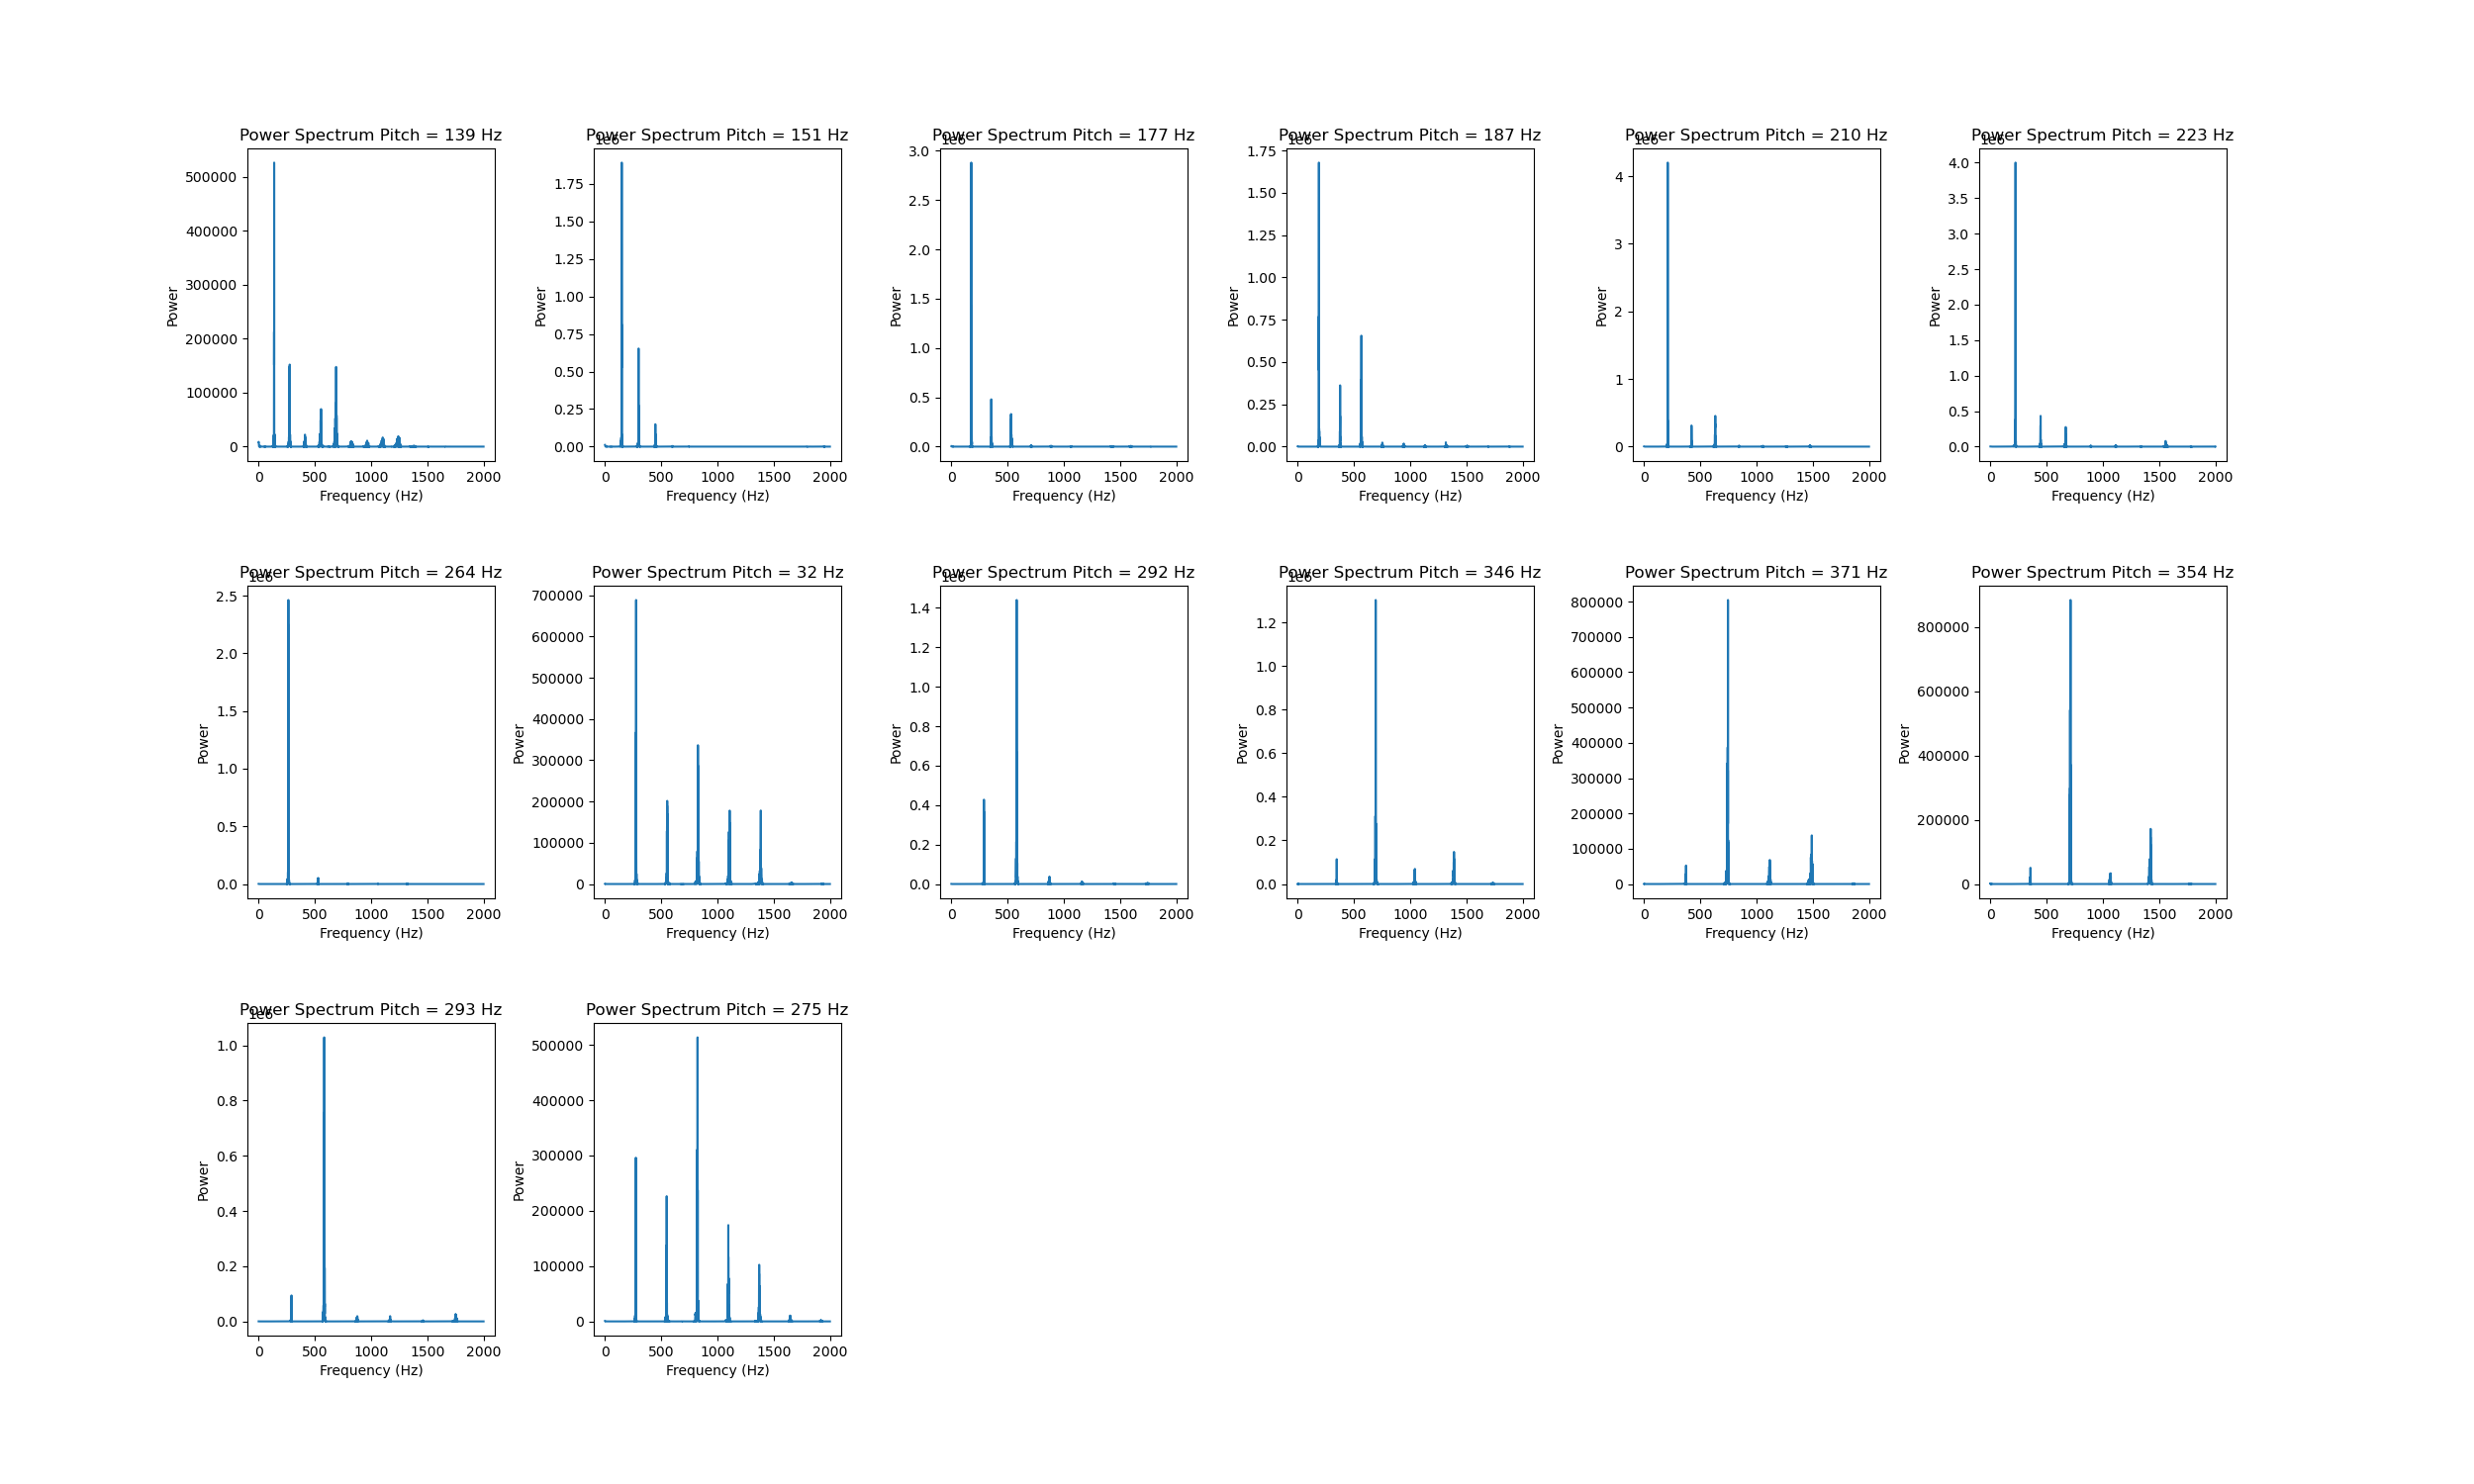 Power Spectrum Pitch = 139 Hz
1e6
Power Spectrum Pitch = 151 Hz
1e6
Power Spectrum Pitch = 177 Hz
1e6
Power Spectrum Pitch = 187 Hz
1e6
Power Spectrum Pitch = 210 Hz
1e6
Power Spectrum Pitch = 223 Hz
500000
400000
300000
200000
100000
0
Power
0 500 1000 1500 2000
Frequency (Hz)
1.75
1.50
1.25
1.00
0.75
0.50
0.25
0.00
Power
0 500 1000 1500 2000
Frequency (Hz)
3.0
2.5
2.0
1.5
1.0
0.5
0.0
Power
0 500 1000 1500 2000
Frequency (Hz)
1.75
1.50
1.25
1.00
0.75
0.50
0.25
0.00
Power
0 500 1000 1500 2000
Frequency (Hz)
4
3
2
1
0
Power
0 500 1000 1500 2000
Frequency (Hz)
4.0
3.5
3.0
2.5
2.0
1.5
1.0
0.5
0.0
Power
0 500 1000 1500 2000
Frequency (Hz)
1e6
Power Spectrum Pitch = 264 Hz
2.5
2.0
1.5
1.0
0.5
0.0
Power
0 500 1000 1500 2000
Frequency (Hz)
Power Spectrum Pitch = 32 Hz
700000
600000
500000
400000
300000
200000
100000
0
Power
0 500 1000 1500 2000
Frequency (Hz)
1e6
Power Spectrum Pitch = 292 Hz
1.4
1.2
1.0
0.8
0.6
0.4
0.2
0.0
Power
0 500 1000 1500 2000
Frequency (Hz)
1e6
Power Spectrum Pitch = 346 Hz
1.2
1.0
0.8
0.6
0.4
0.2
0.0
Power
0 500 1000 1500 2000
Frequency (Hz)
Power Spectrum Pitch = 371 Hz
800000
700000
600000
500000
400000
300000
200000
100000
0
Power
0 500 1000 1500 2000
Frequency (Hz)
Power Spectrum Pitch = 354 Hz
800000
600000
400000
200000
0
Power
0 500 1000 1500 2000
Frequency (Hz)
1e6
Power Spectrum Pitch = 293 Hz
1.0
0.8
0.6
0.4
0.2
0.0
Power
0 500 1000 1500 2000
Frequency (Hz)
Power Spectrum Pitch = 275 Hz
500000
400000
300000
200000
100000
0
Power
0 500 1000 1500 2000
Frequency (Hz)